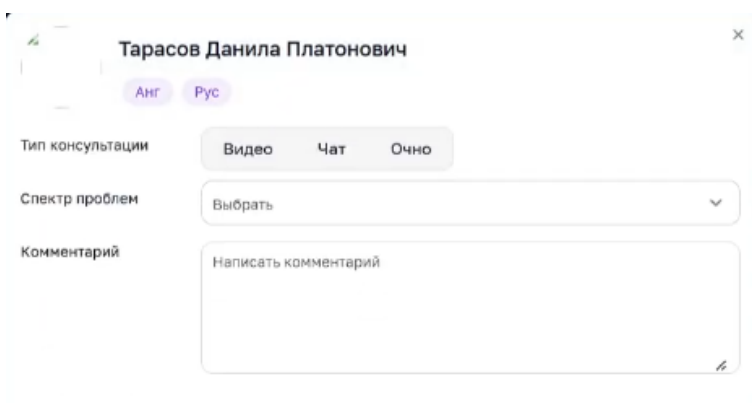 Тарасов Данила Платонович
Анг Рус
Тип консультации Видео Чат Очно
Спектр проблем Выбрать
Комментарий Написать комментарий